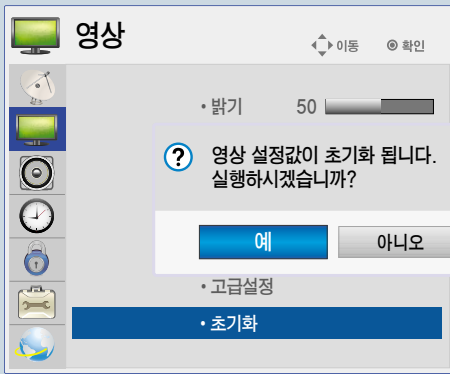 영상
이동 확인
• 밝기 50
영상 설정값이 초기화 됩니다.
실행하시겠습니까?
예 아니오
• 고급설정
• 초기화